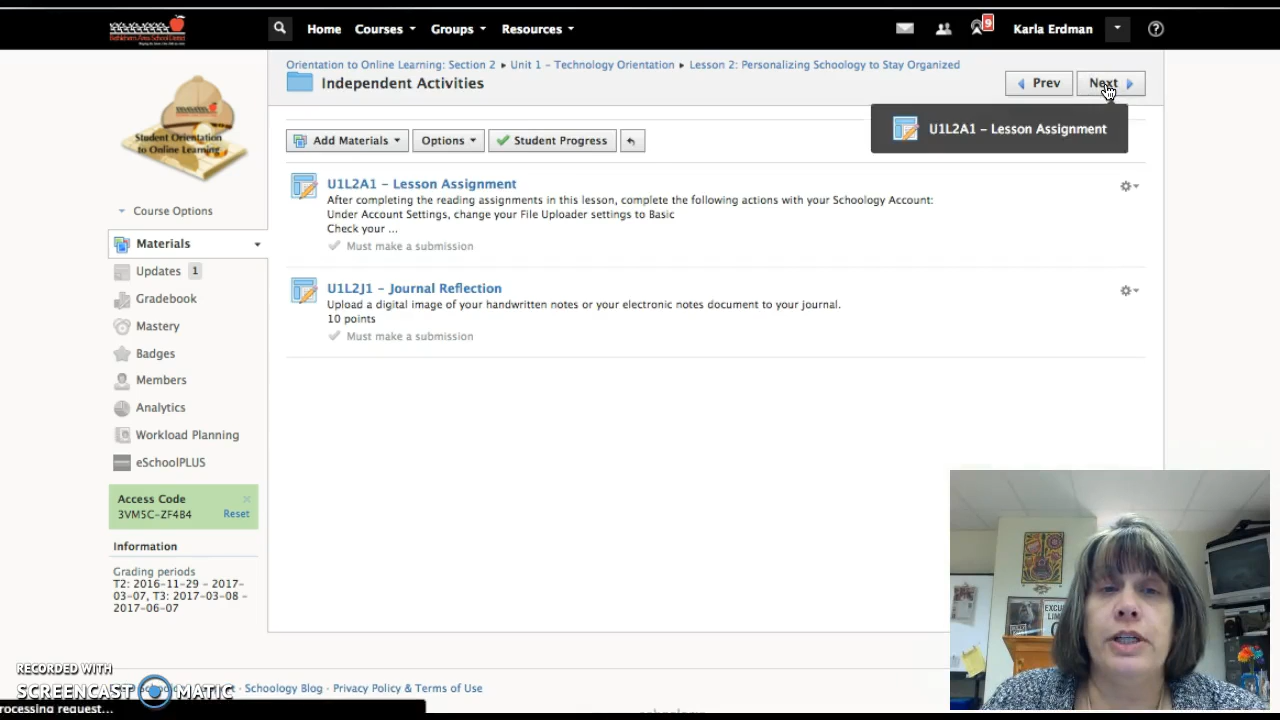 Home Courses Groups Resources 9 Karla Erdman
Orientation to Online Learning: Section 2 ▸ Unit 1 - Technology Orientation ▸ Lesson 2: Personalizing Schoology to Stay Organized
Independent Activities
Prev Next
U1L2A1 - Lesson Assignment
Add Materials Options Student Progress
Student Orientation
to Online Learning
Course Options
Materials
Updates 1
Gradebook
Mastery
Badges
Members
Analytics
Workload Planning
eSchoolPLUS
Access Code
3VM5C-ZF4B4 Reset
Information
Grading periods
T2: 2016-11-29 - 2017-
03-07, T3: 2017-03-08 -
2017-06-07
U1L2A1 - Lesson Assignment
After completing the reading assignments in this lesson, complete the following actions with your Schoology Account:
Under Account Settings, change your File Uploader settings to Basic
Check your ...
Must make a submission
U1L2J1 - Journal Reflection
Upload a digital image of your handwritten notes or your electronic notes document to your journal.
10 points
Must make a submission
RECORDED WITH
SCREENCAST MATIC
Schoology Blog · Privacy Policy & Terms of Use
rocessing request...